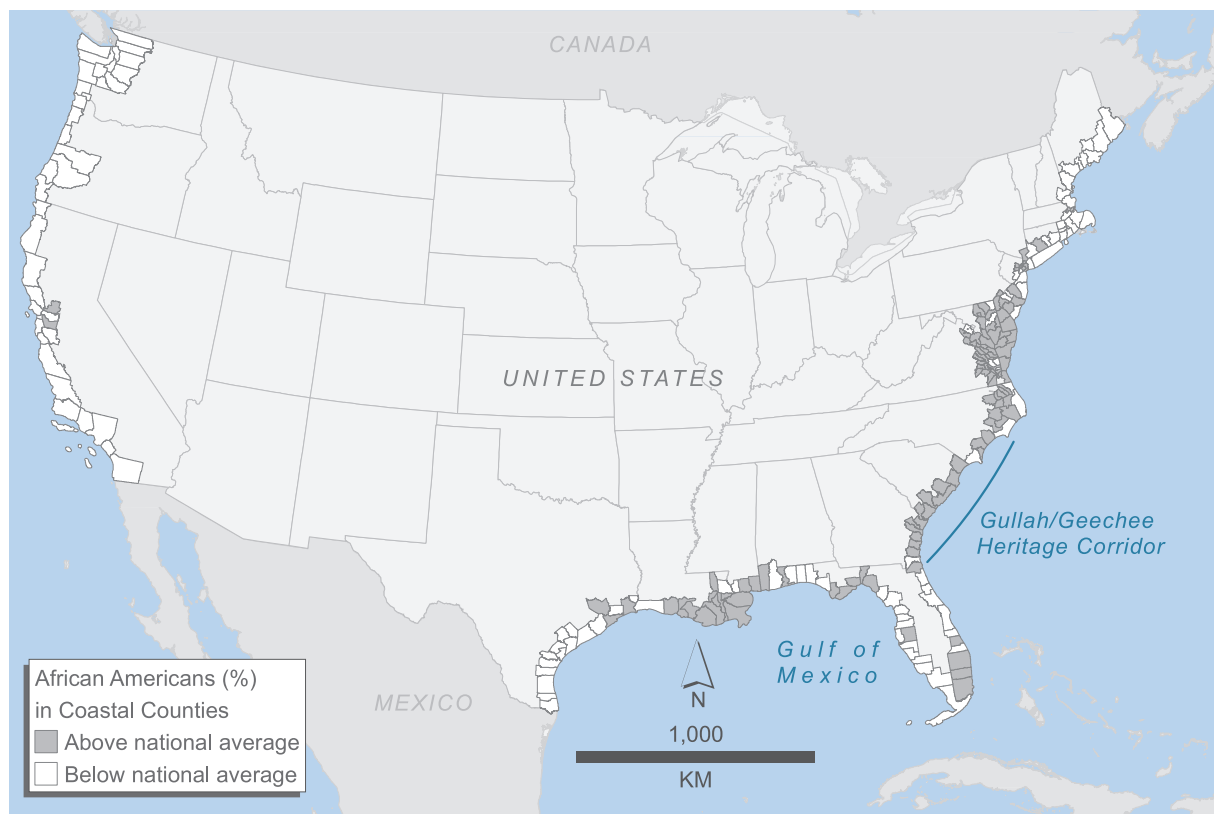 CANADA
UNITED STATES
Gullah/Geechee
Heritage Corridor
Gulf of
Mexico
MEXICO
N
1,000
KM
African Americans (%)
in Coastal Counties
Above national average
Below national average